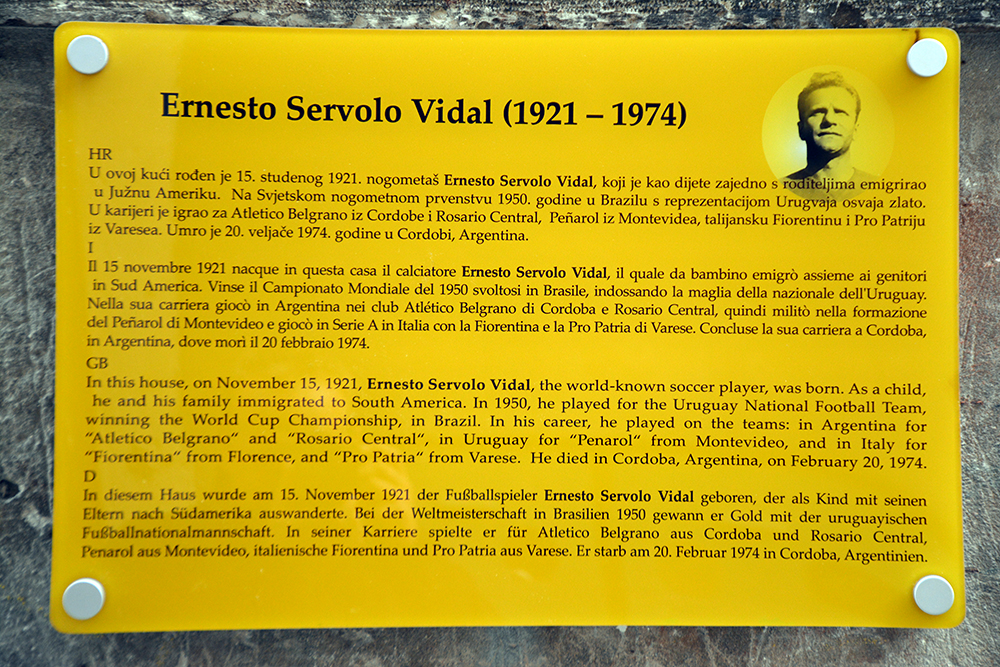 Ernesto Servolo Vidal (1921 – 1974)
HR
U ovoj kući rođen je 15. studenog 1921. nogometaš Ernesto Servolo Vidal, koji je kao dijete zajedno s roditeljima emigrirao
u Južnu Ameriku. Na Svjetskom nogometnom prvenstvu 1950. godine u Brazilu s reprezentacijom Urugvaja osvaja zlato.
U karijeri je igrao za Atletico Belgrano iz Cordobe i Rosario Central, Peñarol iz Montevidea, talijansku Fiorentinu i Pro Patriju
iz Varesea. Umro je 20. veljače 1974. godine u Cordobi, Argentina.
I
Il 15 novembre 1921 nacque in questa casa il calciatore Ernesto Servolo Vidal, il quale da bambino emigrò assieme ai genitori
in Sud America. Vinse il Campionato Mondiale del 1950 svoltosi in Brasile, indossando la maglia della nazionale dell'Uruguay.
Nella sua carriera giocò in Argentina nei club Atlético Belgrano di Cordoba e Rosario Central, quindi militò nella formazione
del Peñarol di Montevideo e giocò in Serie A in Italia con la Fiorentina e la Pro Patria di Varese. Concluse la sua carriera a Cordoba,
in Argentina, dove morì il 20 febbraio 1974.
GB
In this house, on November 15, 1921, Ernesto Servolo Vidal, the world-known soccer player, was born. As a child,
he and his family immigrated to South America. In 1950, he played for the Uruguay National Football Team,
winning the World Cup Championship, in Brazil. In his career, he played on the teams: in Argentina for
“Atletico Belgrano“ and “Rosario Central“, in Uruguay for “Penarol“ from Montevideo, and in Italy for
“Fiorentina“ from Florence, and “Pro Patria“ from Varese. He died in Cordoba, Argentina, on February 20, 1974.
D
In diesem Haus wurde am 15. November 1921 der Fußballspieler Ernesto Servolo Vidal geboren, der als Kind mit seinen
Eltern nach Südamerika auswanderte. Bei der Weltmeisterschaft in Brasilien 1950 gewann er Gold mit der uruguayischen
Fußballnationalmannschaft. In seiner Karriere spielte er für Atletico Belgrano aus Cordoba und Rosario Central,
Penarol aus Montevideo, italienische Fiorentina und Pro Patria aus Varese. Er starb am 20. Februar 1974 in Cordoba, Argentinien.